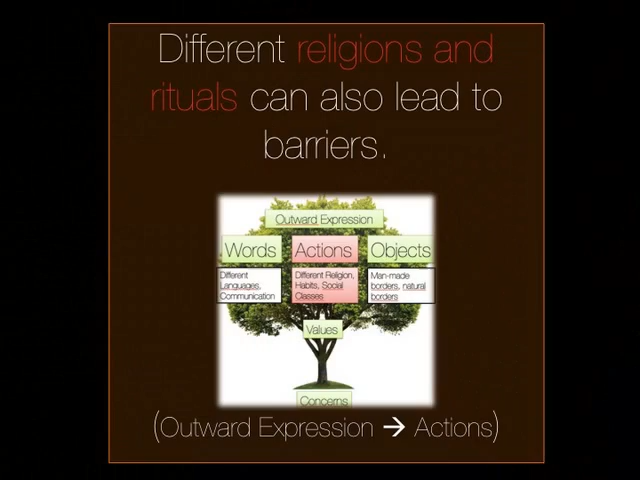 Different religions and
rituals can also lead to
barriers.
Outward Expression
Words Actions Objects
Different
Languages,
Communication
Different Religion,
Habits, Social
Classes
Man-made
borders, natural
borders
Values
Concerns
(Outward Expression → Actions)